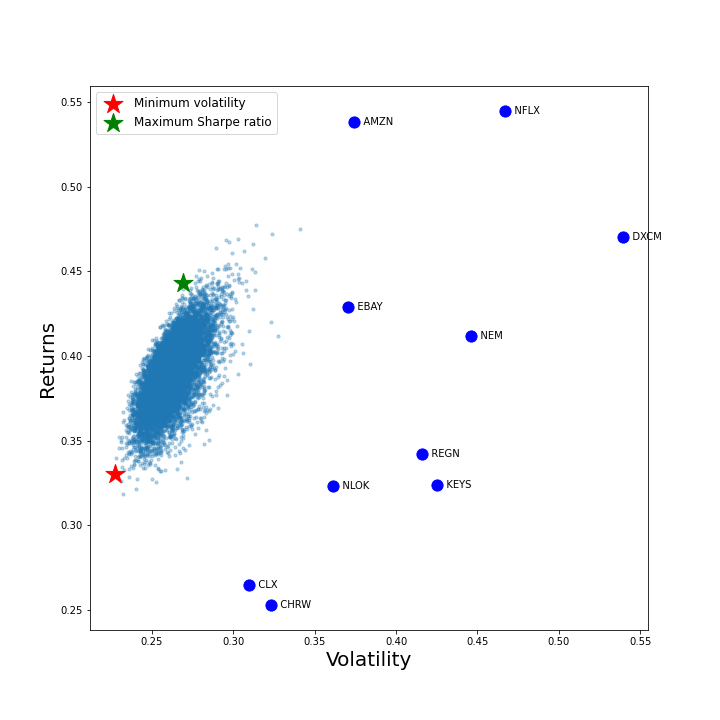 Minimum volatility
Maximum Sharpe ratio
0.55
0.50
0.45
0.40
0.35
0.30
0.25
Returns
NFLX
AMZN
DXCM
EBAY
NEM
REGN
NLOK
KEYS
CLX
CHRW
0.25 0.30 0.35 0.40 0.45 0.50 0.55
Volatility